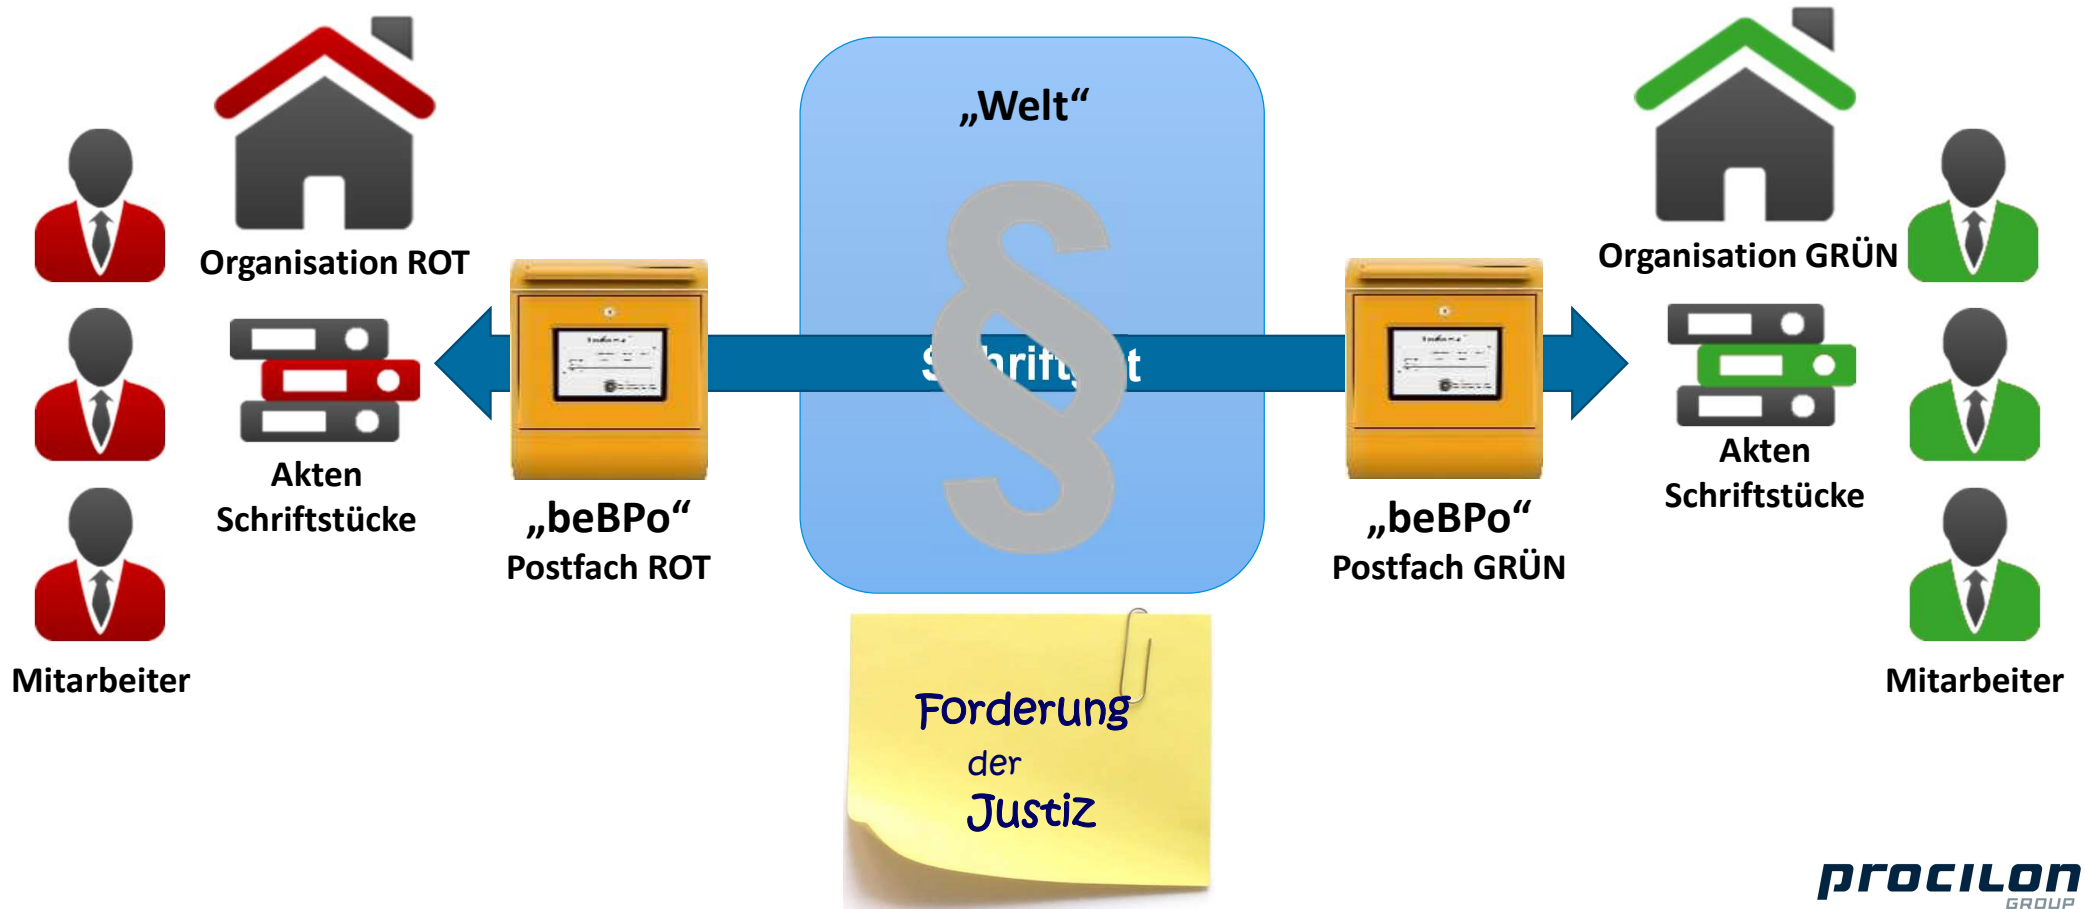 „Welt“
Organisation ROT
Organisation GRÜN
Schriftgut
Akten
Schriftstücke
Akten
Schriftstücke
„beBPo“
Postfach ROT
„beBPo“
Postfach GRÜN
Mitarbeiter
Mitarbeiter
Forderung
der
Justiz
procilon
GROUP